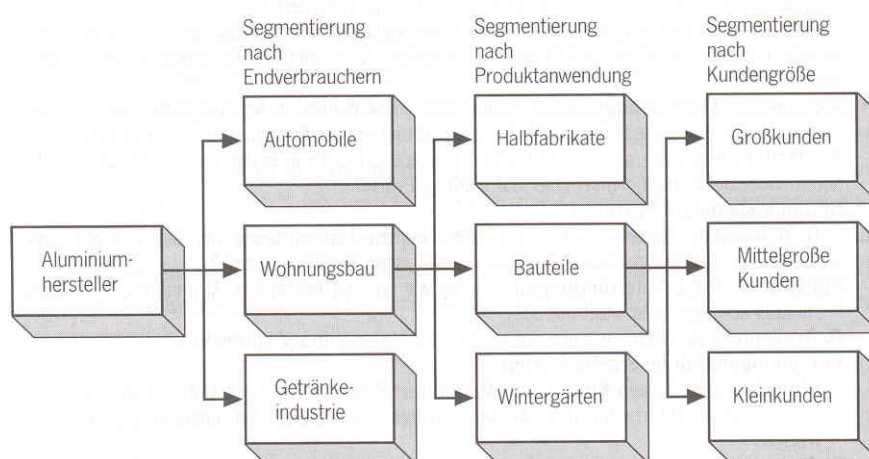 Segmentierung
nach
Endverbrauchern
Segmentierung
nach
Produktanwendung
Segmentierung
nach
Kundengröße
Automobile
Halbfabrikate
Großkunden
Aluminium-
hersteller
Wohnungsbau
Bauteile
Mittelgroße
Kunden
Getränke-
industrie
Wintergärten
Kleinkunden